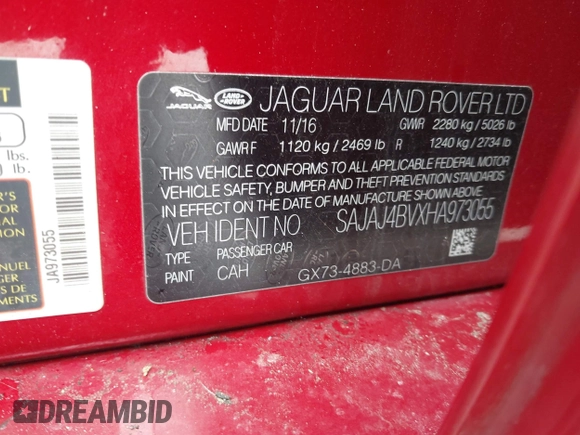 JAGUAR
LAND ROVER
JAGUAR LAND ROVER LTD
MFD DATE 11/16 GVWR 2280 kg / 5026 lb
GAWR F 1120 kg / 2469 lb R 1240 kg / 2734 lb
THIS VEHICLE CONFORMS TO ALL APPLICABLE FEDERAL MOTOR
VEHICLE SAFETY, BUMPER AND THEFT PREVENTION STANDARDS
IN EFFECT ON THE DATE OF MANUFACTURE SHOWN ABOVE
VEH IDENT NO. SAJAJ4BVXHA973055
TYPE PASSENGER CAR
PAINT CAH
GX73-4883-DA
lbs.
lb.
JA973055
MANUEL
DREAMBID